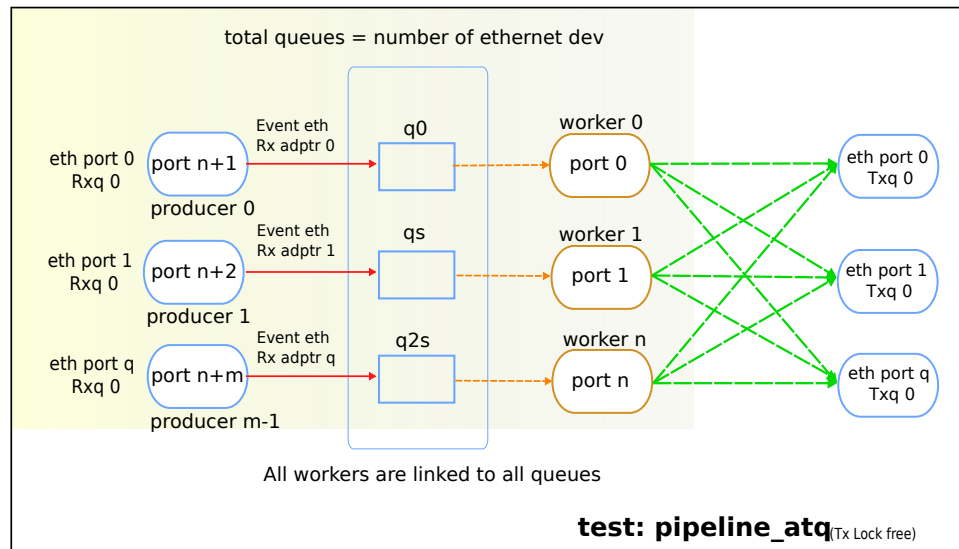 total queues = number of ethernet dev
eth port 0
Rxq 0
port n+1
producer 0
Event eth
Rx adptr 0
q0
worker 0
port 0
eth port 0
Txq 0
eth port 1
Rxq 0
port n+2
producer 1
Event eth
Rx adptr 1
qs
worker 1
port 1
eth port 1
Txq 0
eth port q
Rxq 0
port n+m
producer m-1
Event eth
Rx adptr q
q2s
worker n
port n
eth port q
Txq 0
All workers are linked to all queues
test: pipeline_atq(Tx Lock free)